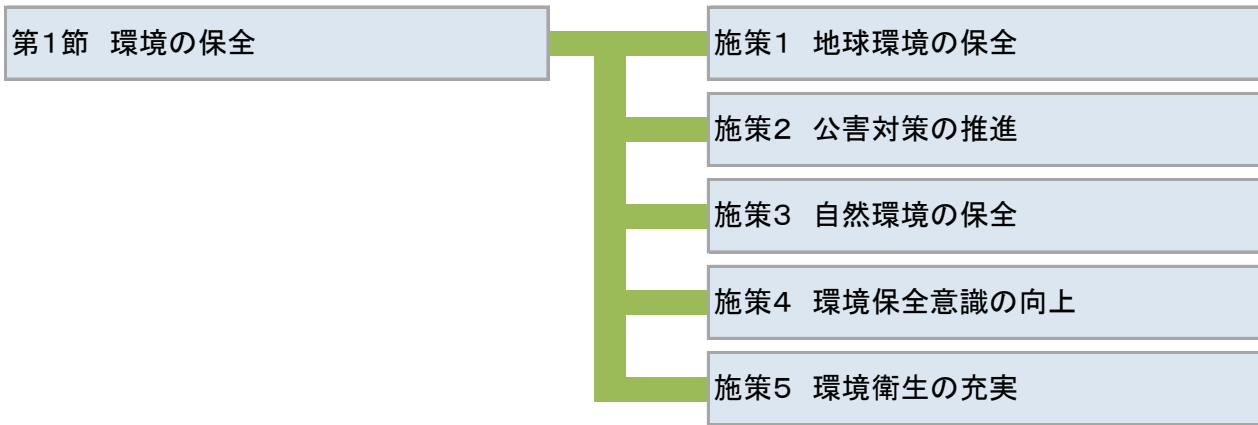 第1節　環境の保全
施策1　地球環境の保全
施策2　公害対策の推進
施策3　自然環境の保全
施策4　環境保全意識の向上
施策5　環境衛生の充実